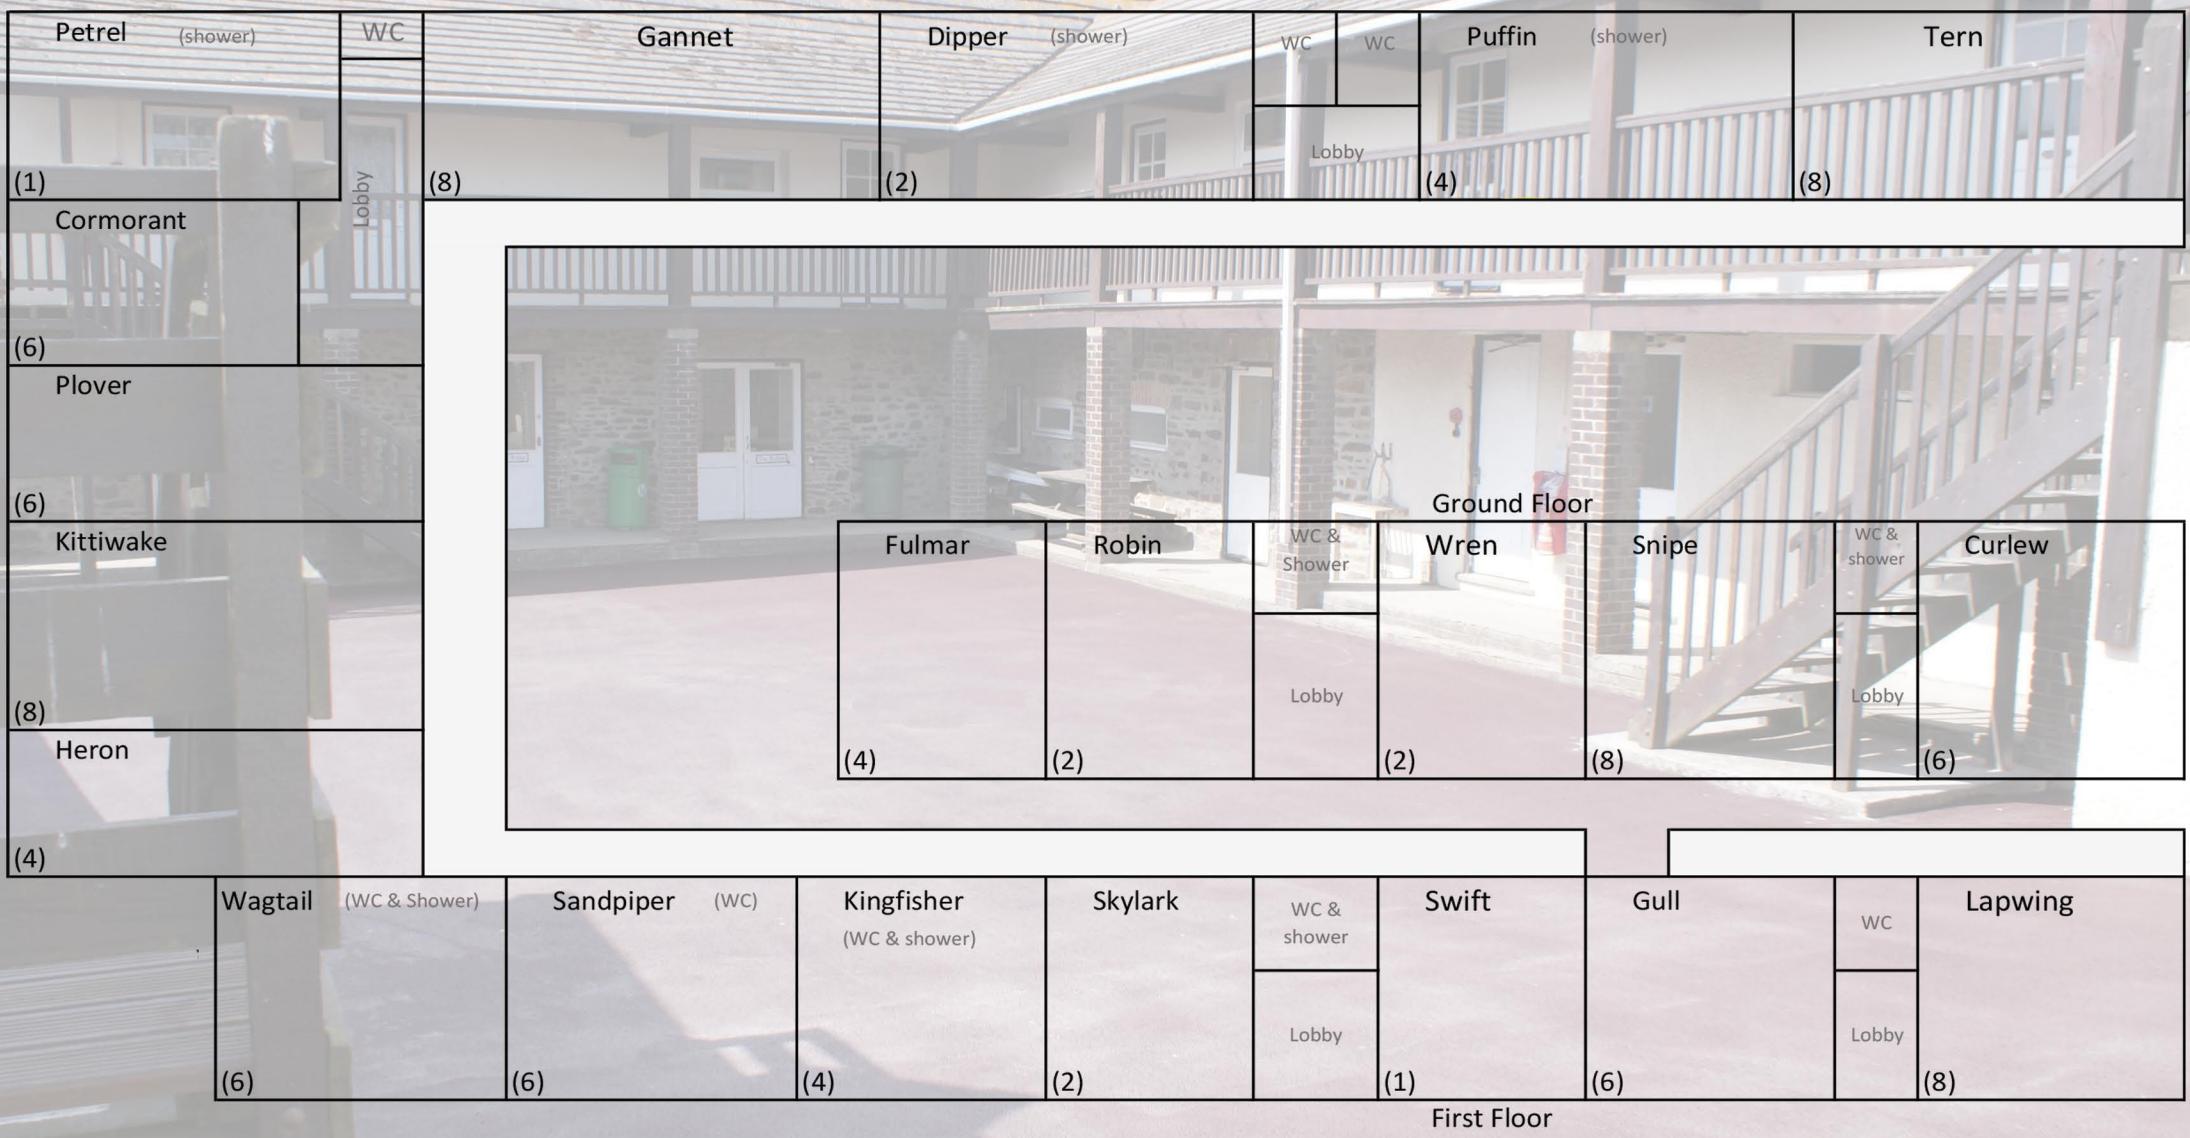 Petrel (shower)
WC
Gannet
Dipper (shower)
WC
WC
Puffin (shower)
Tern
Lobby
Lobby
(1)
(8)
(2)
(4)
(8)
Cormorant
(6)
Plover
(6)
Kittiwake
(8)
Heron
(4)
Ground Floor
Fulmar
Robin
WC &
Shower
Wren
Snipe
WC &
shower
Curlew
Lobby
Lobby
(4)
(2)
(2)
(8)
(6)
Wagtail (WC & Shower)
Sandpiper (WC)
Kingfisher
(WC & shower)
Skylark
WC &
shower
Swift
Gull
WC
Lapwing
Lobby
Lobby
(6)
(6)
(4)
(2)
(1)
(6)
(8)
First Floor